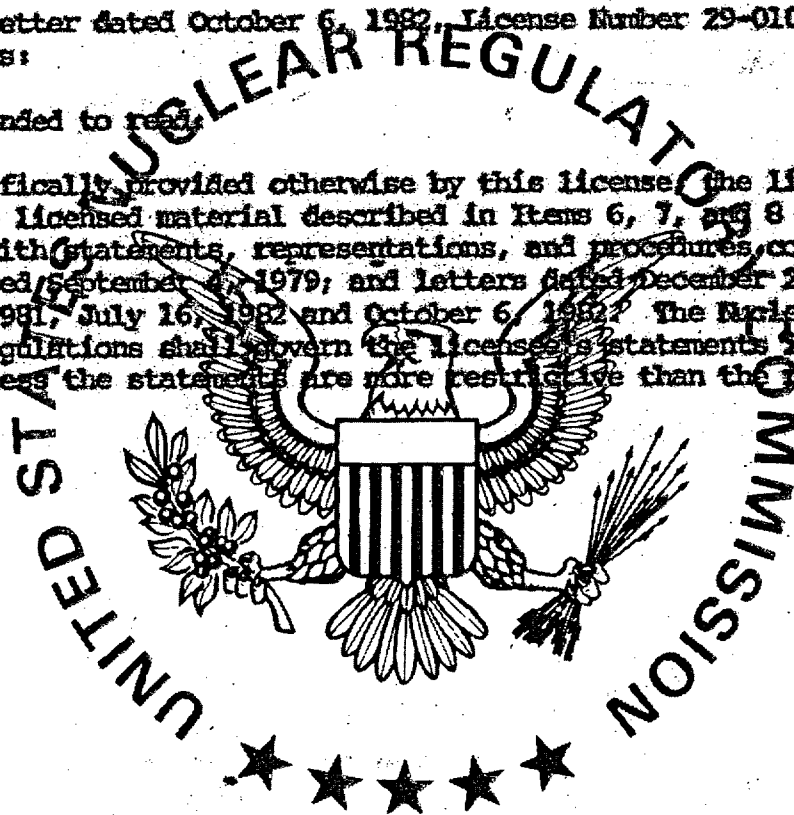 etter dated October 6, 1982, License Number 29-010
s:
nded to read:
fically provided otherwise by this license, the li
licensed material described in Items 6, 7, and 8
ith statements, representations, and procedures co
ed September 4, 1979; and letters dated December 2
981, July 16, 1982 and October 6, 1982. The Nucle
gulations shall govern the licensee's statements
ess the statements are more restrictive than the
UNITED STATES NUCLEAR REGULATORY COMMISSION